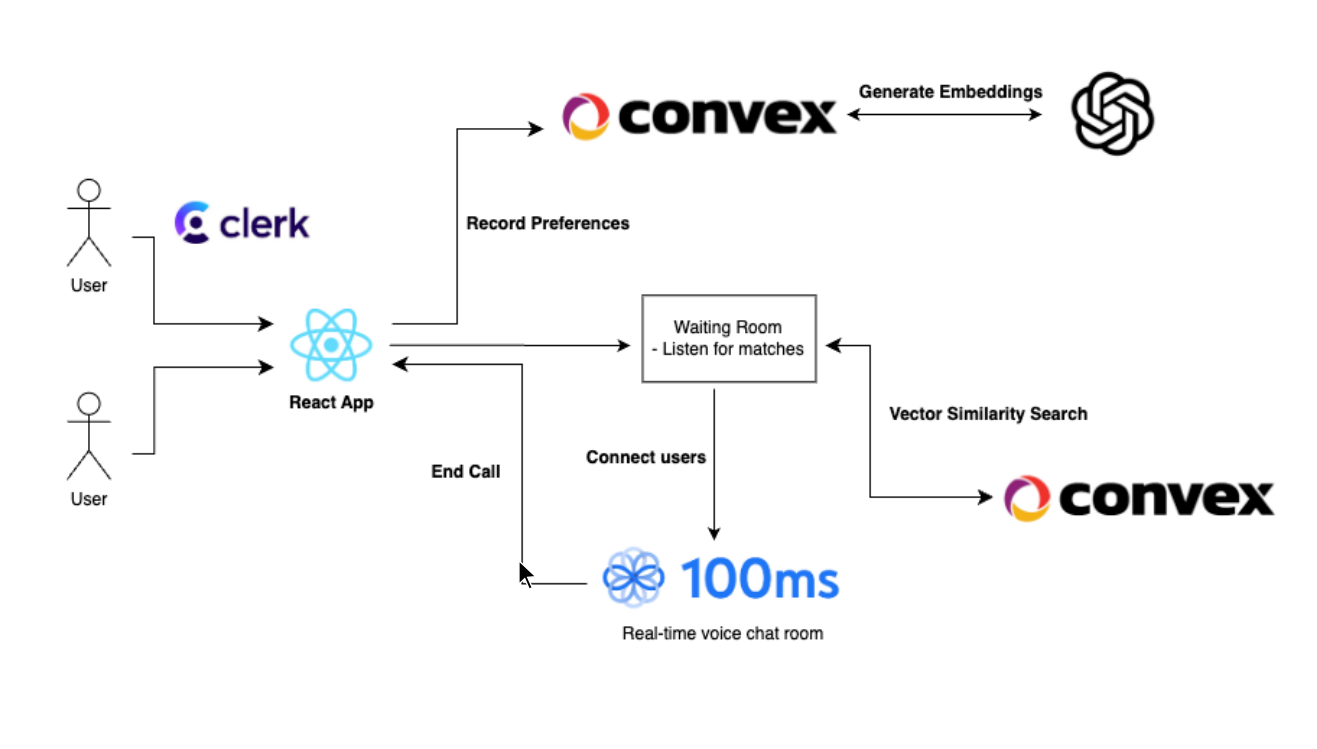 convex
Generate Embeddings
clerk
User
Record Preferences
Waiting Room
- Listen for matches
React App
Vector Similarity Search
Connect users
End Call
User
convex
100ms
Real-time voice chat room